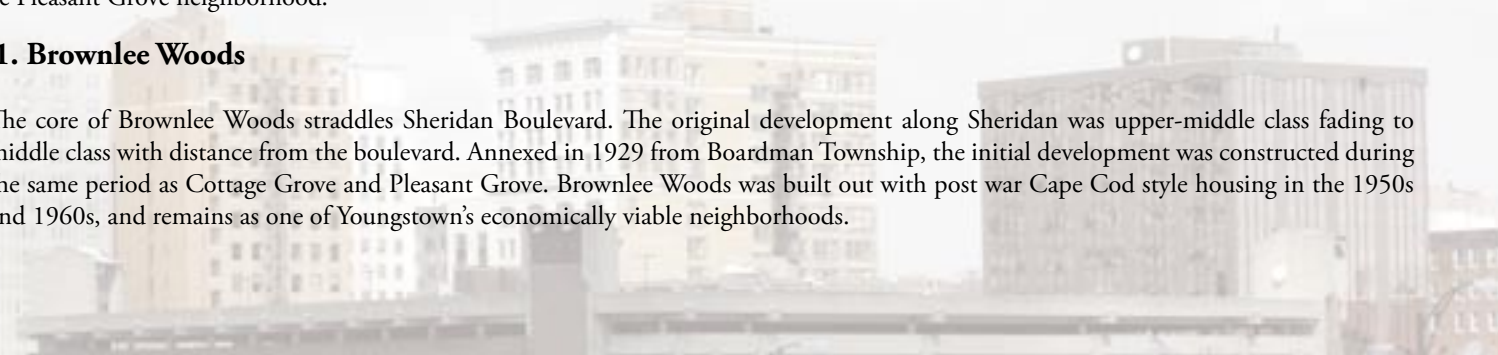 Pleasant Grove neighborhood.
1. Brownlee Woods
he core of Brownlee Woods straddles Sheridan Boulevard. The original development along Sheridan was upper-middle class fading to
iddle class with distance from the boulevard. Annexed in 1929 from Boardman Township, the initial development was constructed during
he same period as Cottage Grove and Pleasant Grove. Brownlee Woods was built out with post war Cape Cod style housing in the 1950s
nd 1960s, and remains as one of Youngstown’s economically viable neighborhoods.